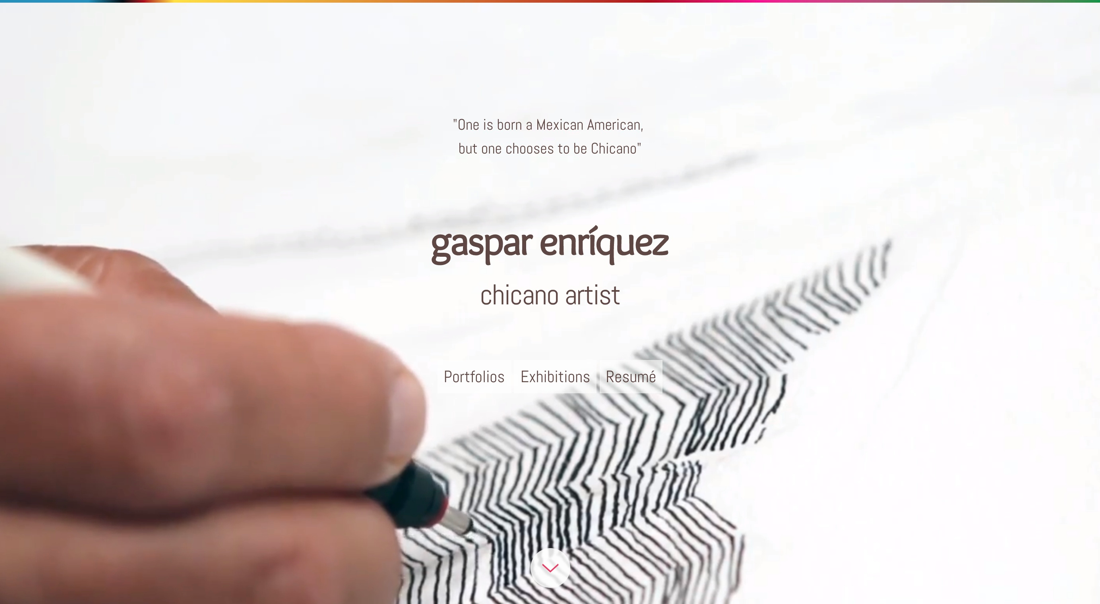 "One is born a Mexican American,
but one chooses to be Chicano"
gaspar enríquez
chicano artist
Portfolios Exhibitions Resumé